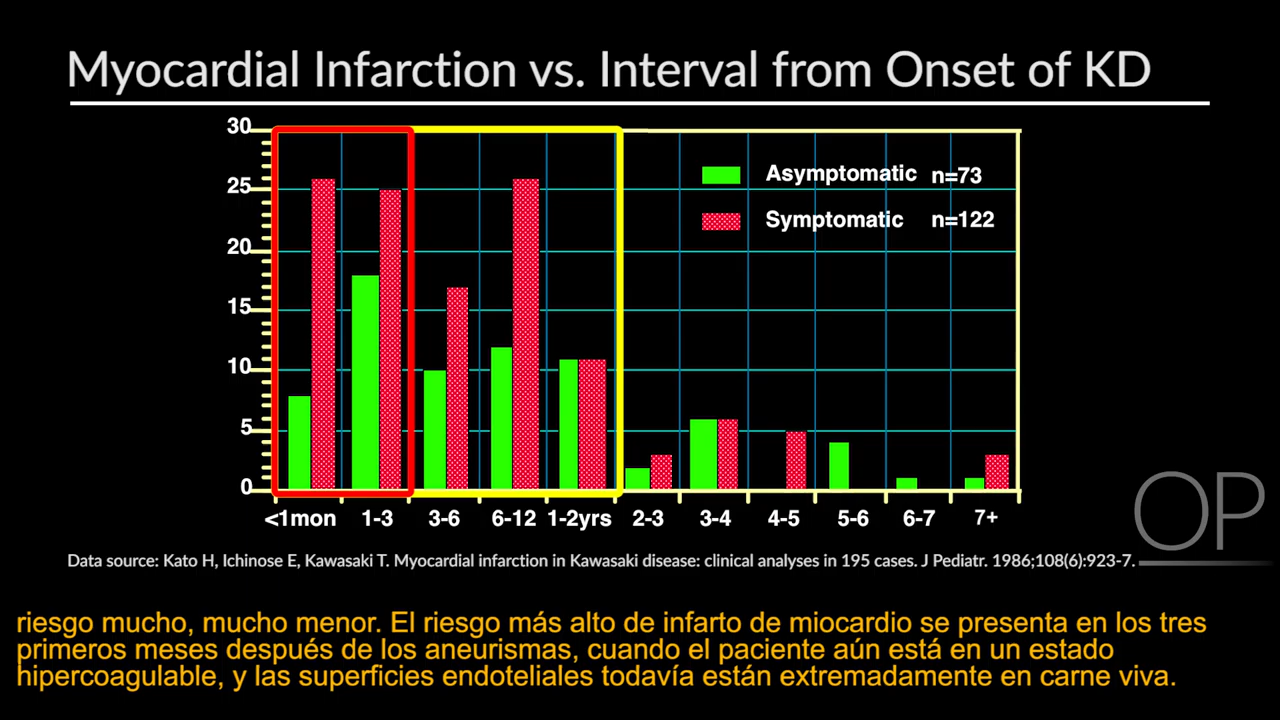 Myocardial Infarction vs. Interval from Onset of KD
30
25
20
15
10
5
0
Asymptomatic n=73
Symptomatic n=122
<1mon 1-3 3-6 6-12 1-2yrs 2-3 3-4 4-5 5-6 6-7 7+
OP
Data source: Kato H, Ichinose E, Kawasaki T. Myocardial infarction in Kawasaki disease: clinical analyses in 195 cases. J Pediatr. 1986;108(6):923-7.
riesgo mucho, mucho menor. El riesgo más alto de infarto de miocardio se presenta en los tres
primeros meses después de los aneurismas, cuando el paciente aún está en un estado
hipercoagulable, y las superficies endoteliales todavía están extremadamente en carne viva.